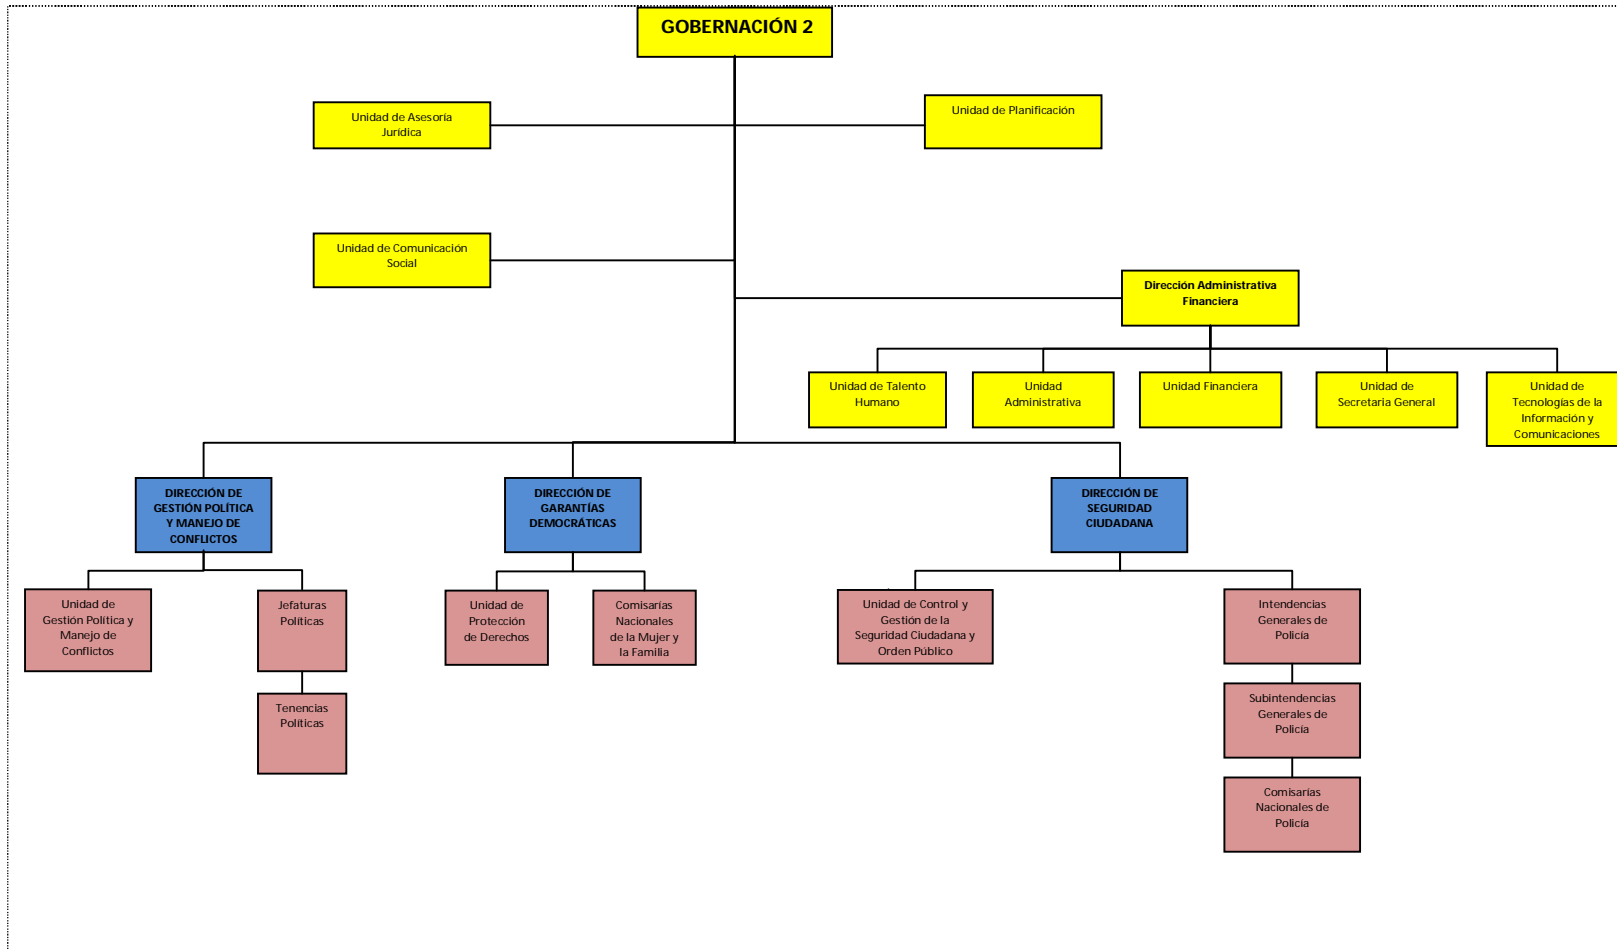 GOBERNACIÓN 2
Unidad de Asesoría
Jurídica
Unidad de Planificación
Unidad de Comunicación
Social
Dirección Administrativa
Financiera
Unidad de Talento
Humano
Unidad
Administrativa
Unidad Financiera
Unidad de
Secretaria General
Unidad de
Tecnologías de la
Información y
Comunicaciones
DIRECCIÓN DE
GESTIÓN POLÍTICA
Y MANEJO DE
CONFLICTOS
DIRECCIÓN DE
GARANTÍAS
DEMOCRÁTICAS
DIRECCIÓN DE
SEGURIDAD
CIUDADANA
Unidad de
Gestión Política y
Manejo de
Conflictos
Jefaturas
Políticas
Unidad de
Protección
de Derechos
Comisarías
Nacionales
de la Mujer y
la Familia
Unidad de Control y
Gestión de la
Seguridad Ciudadana y
Orden Público
Intendencias
Generales de
Policía
Tenencias
Políticas
Subintendencias
Generales de
Policía
Comisarías
Nacionales de
Policía